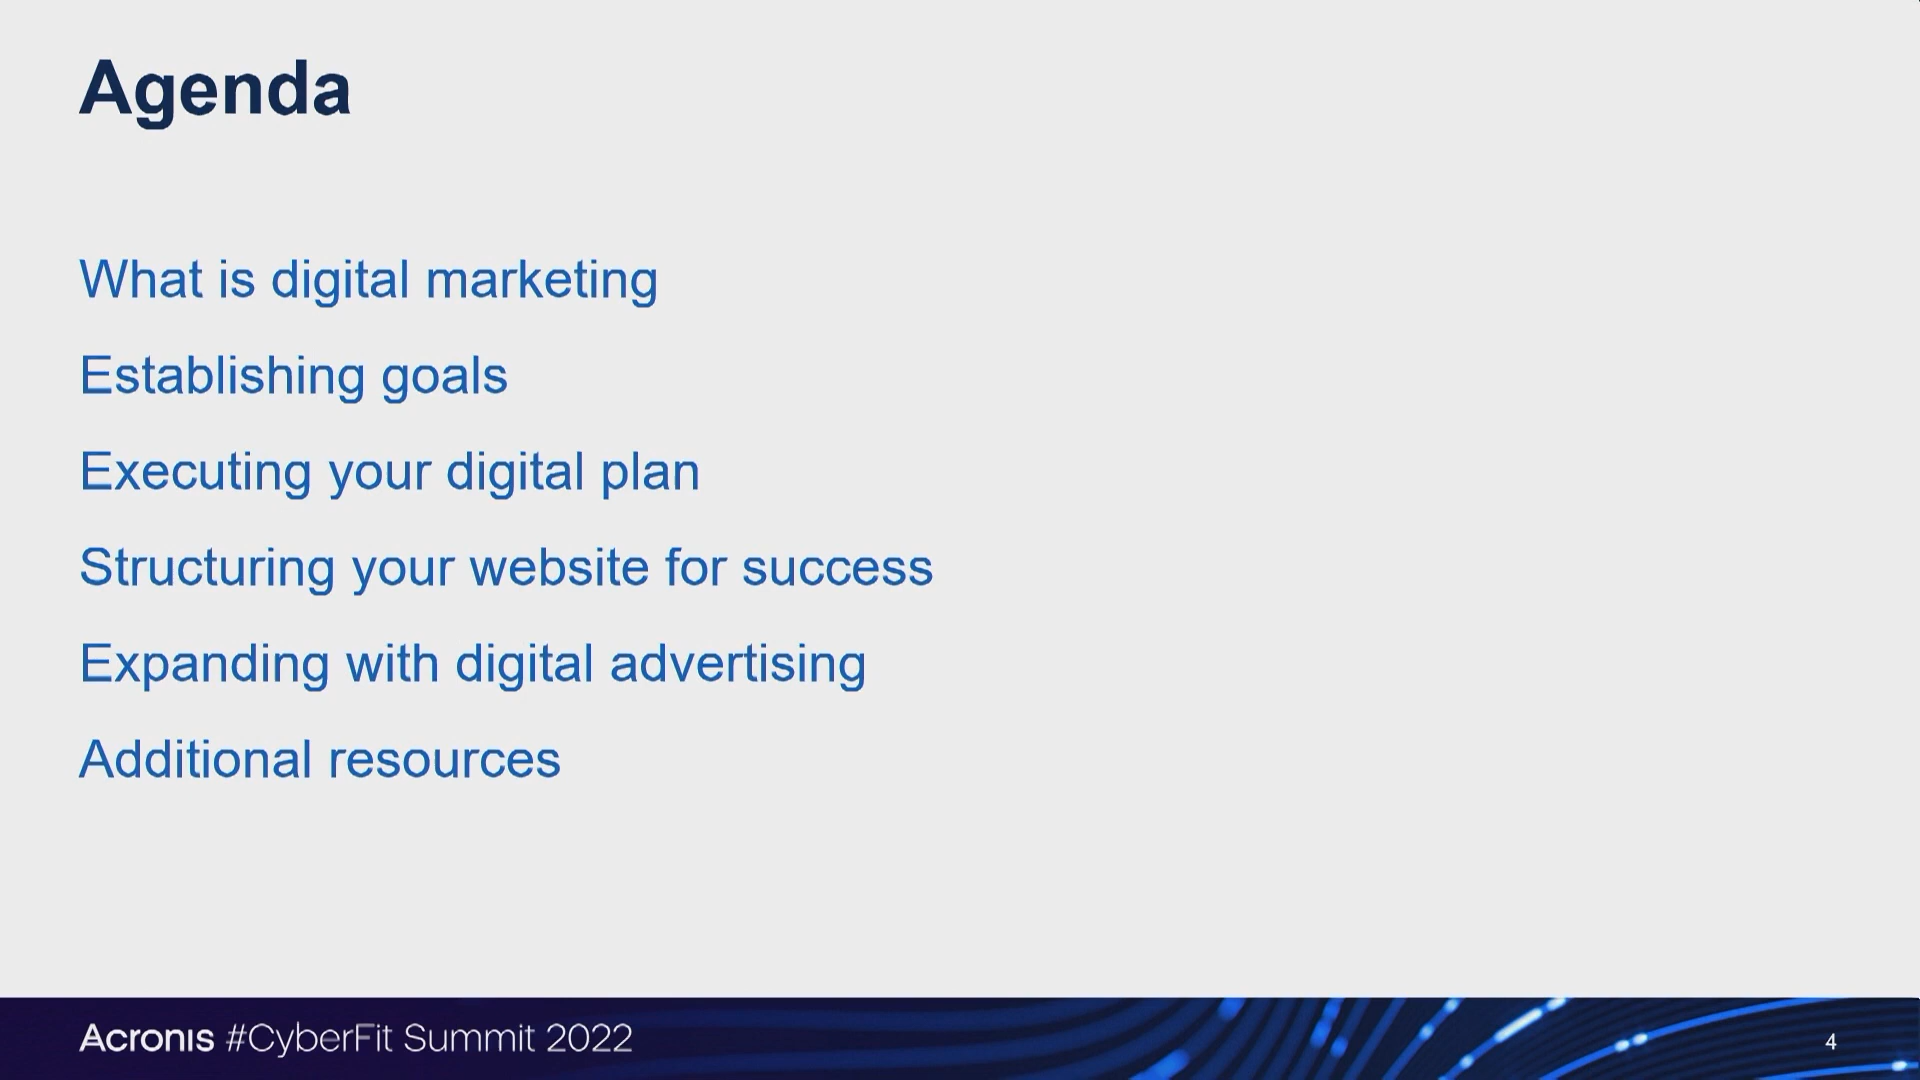 Agenda
What is digital marketing
Establishing goals
Executing your digital plan
Structuring your website for success
Expanding with digital advertising
Additional resources
Acronis #CyberFit Summit 2022
4